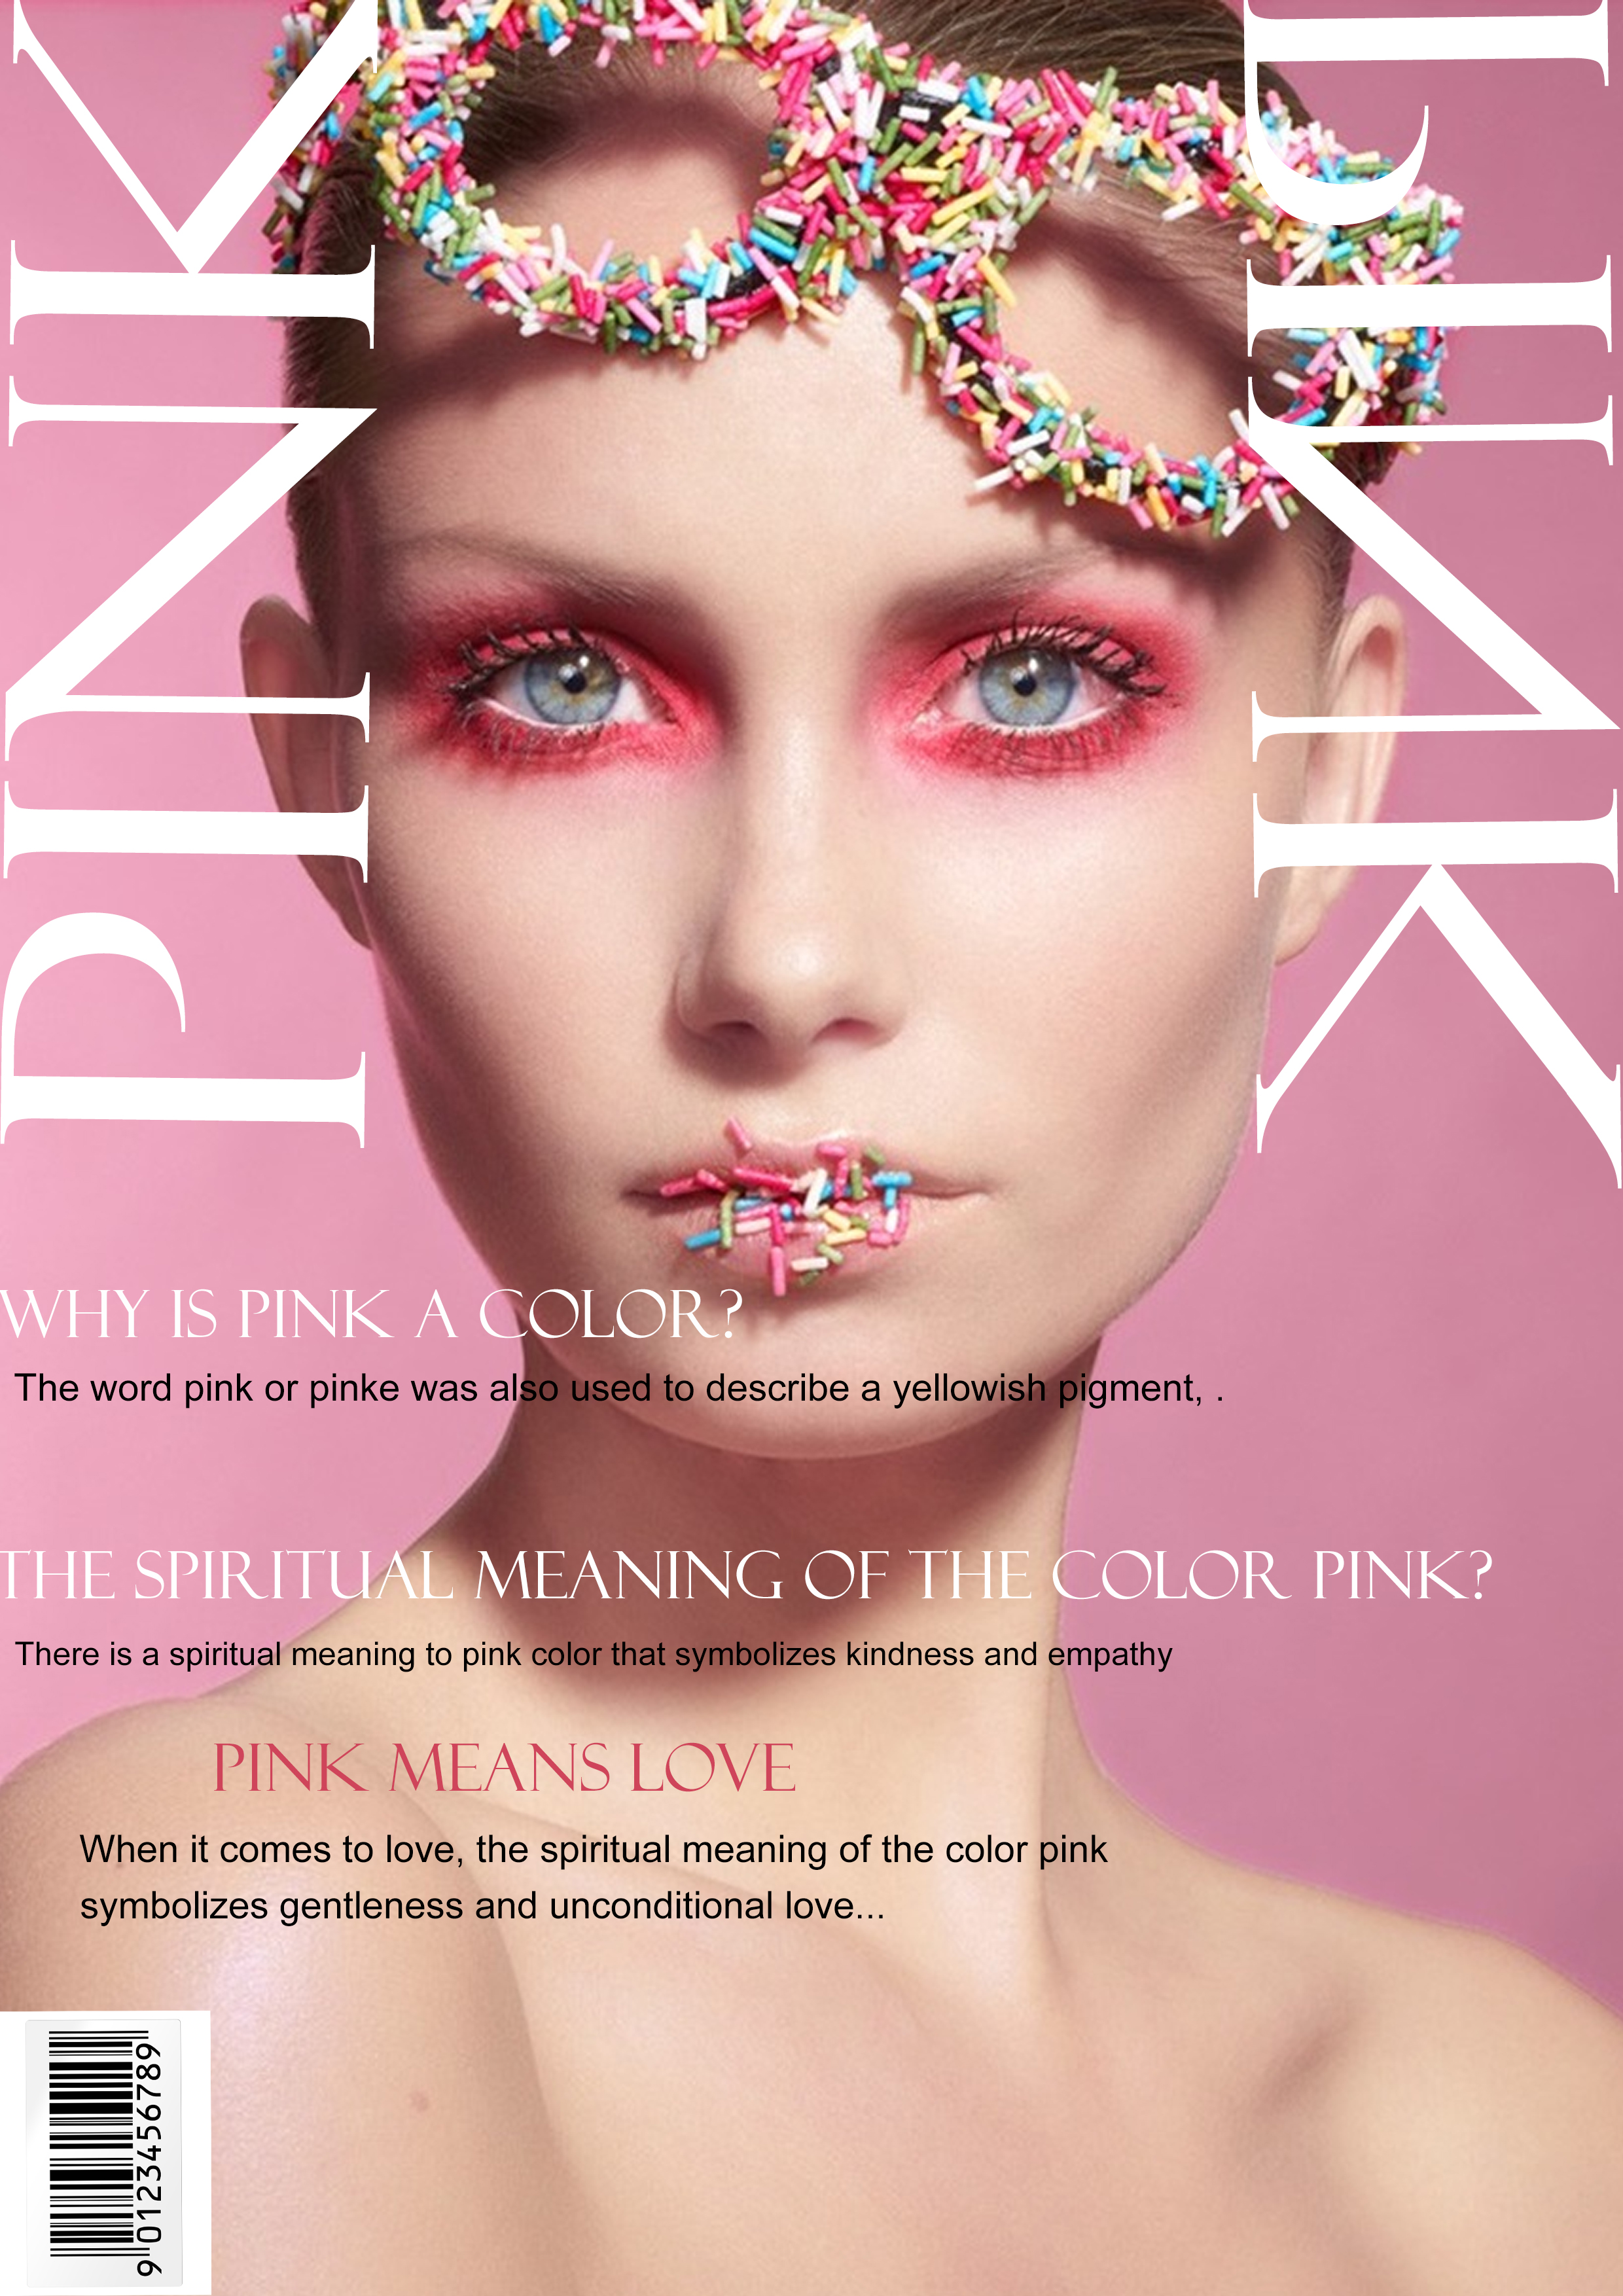 PINK
PINK
WHY IS PINK A COLOR?
The word pink or pinke was also used to describe a yellowish pigment, .
THE SPIRITUAL MEANING OF THE COLOR PINK?
There is a spiritual meaning to pink color that symbolizes kindness and empathy
PINK MEANS LOVE
When it comes to love, the spiritual meaning of the color pink
symbolizes gentleness and unconditional love...
9 0123456789